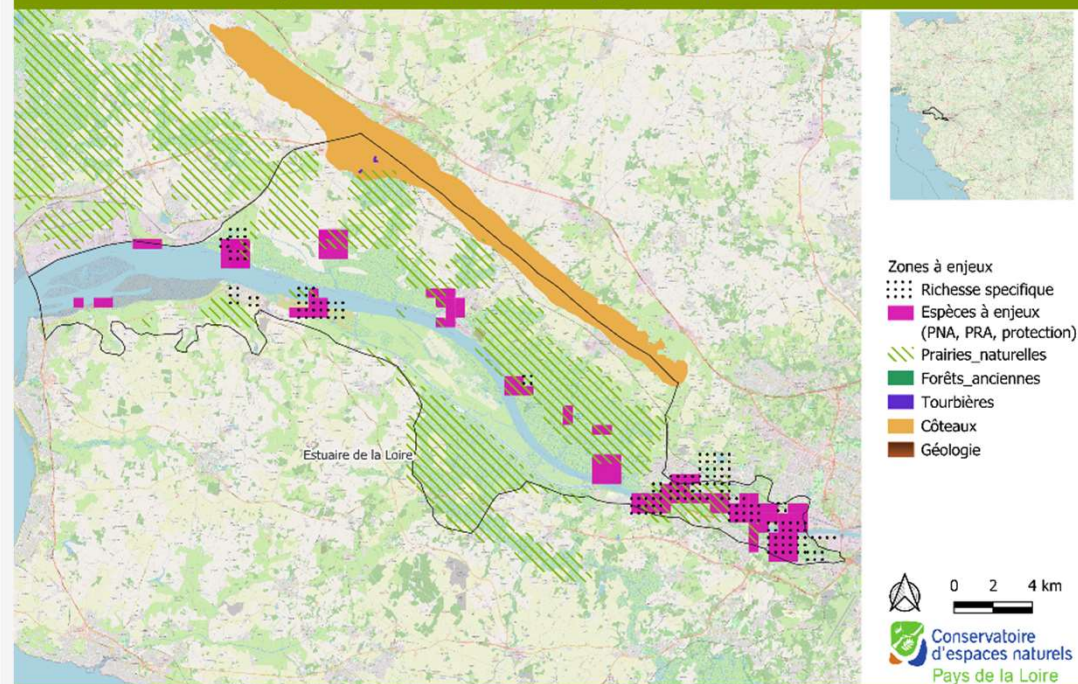 Estuaire de la Loire
Zones à enjeux
Richesse specifique
Espèces à enjeux
(PNA, PRA, protection)
Prairies_naturelles
Forêts_anciennes
Tourbières
Côteaux
Géologie
0 2 4 km
Conservatoire
d'espaces naturels
Pays de la Loire